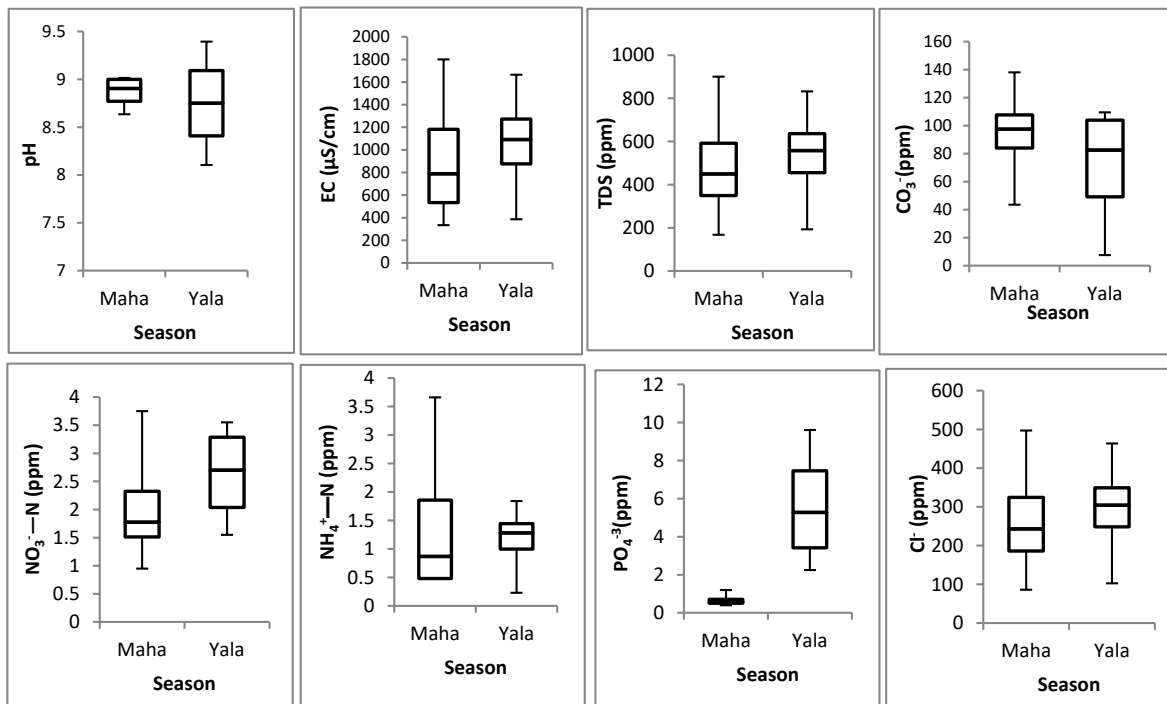 pH
9.5
9
8.5
8
7.5
7
Maha Yala
Season
EC (µS/cm)
2000
1800
1600
1400
1200
1000
800
600
400
200
0
Maha Yala
Season
TDS (ppm)
1000
800
600
400
200
0
Maha Yala
Season
CO₃⁻(ppm)
160
140
120
100
80
60
40
20
0
Maha Yala
Season
NO₃⁻—N (ppm)
4
3.5
3
2.5
2
1.5
1
0.5
0
Maha Yala
Season
NH₄⁺—N (ppm)
4
3.5
3
2.5
2
1.5
1
0.5
0
Maha Yala
Season
PO₄⁻³(ppm)
12
10
8
6
4
2
0
Maha Yala
Season
Cl⁻ (ppm)
600
500
400
300
200
100
0
Maha Yala
Season